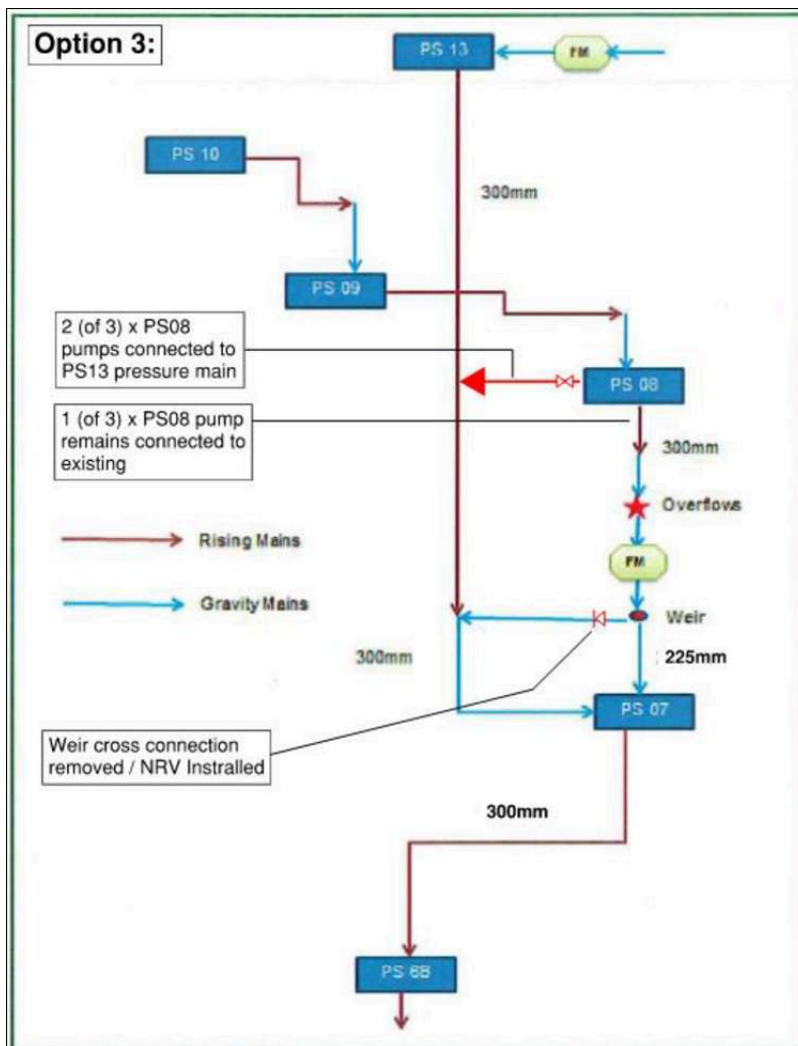 Option 3:
PS 13
FM
PS 10
300mm
PS 09
2 (of 3) x PS08
pumps connected to
PS13 pressure main
PS 08
1 (of 3) x PS08 pump
remains connected to
existing
300mm
Overflows
Rising Mains
FM
Gravity Mains
Weir
300mm
225mm
PS 07
Weir cross connection
removed / NRV Instralled
300mm
PS 6B